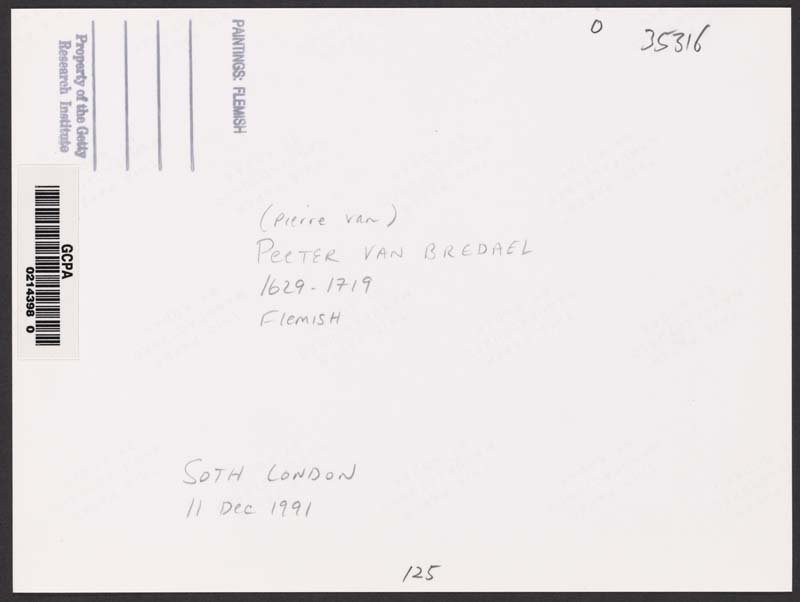 O 35316
PAINTINGS: FLEMISH
Property of the Getty
Research Institute
GCPA
0214398 0
(Pierre van)
PEETER VAN BREDAEL
1629-1719
FlemisH
SOTH LONDON
11 Dec 1991
125